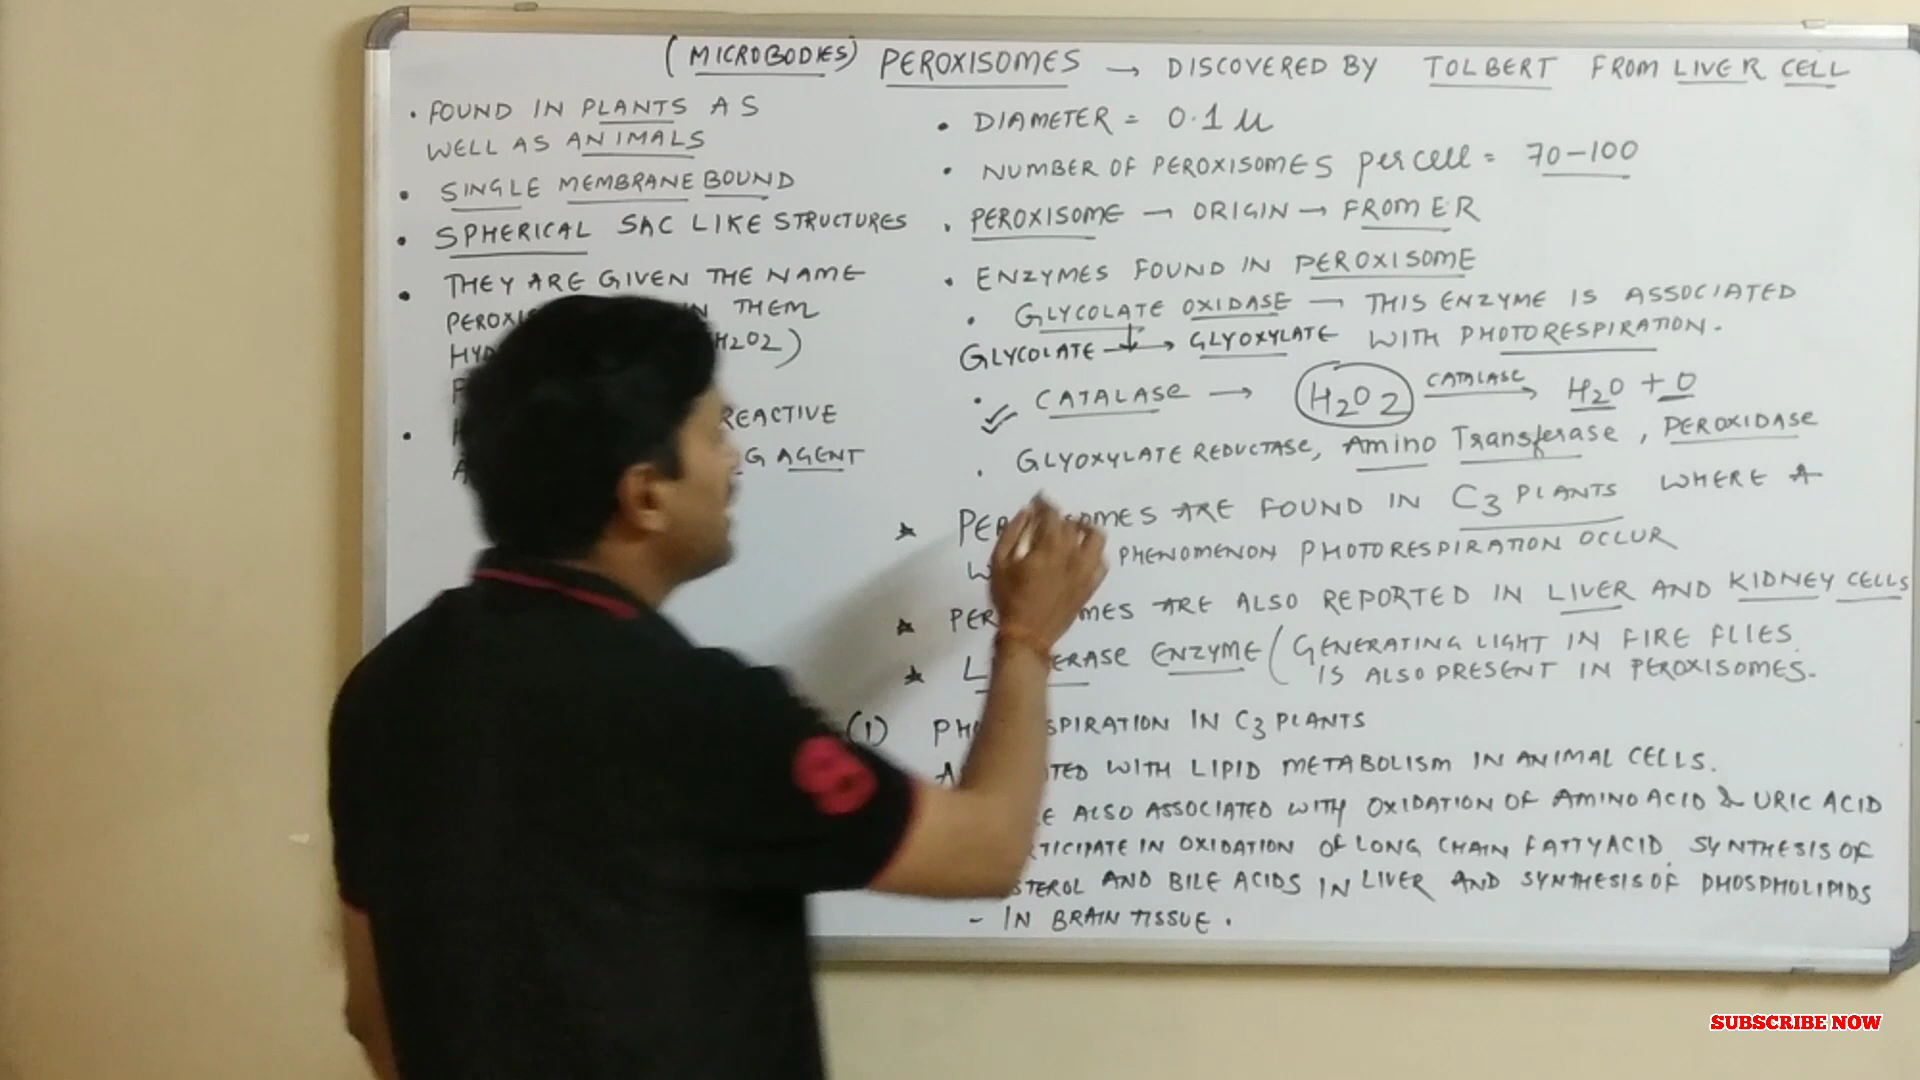 (MICROBODIES) PEROXISOMES → DISCOVERED BY TOLBERT FROM LIVER CELL
• FOUND IN PLANTS AS
WELL AS ANIMALS
• SINGLE MEMBRANE BOUND
• SPHERICAL SAC LIKE STRUCTURES
• THEY ARE GIVEN THE NAME
THEM
H2O2)
• REACTIVE
AGENT
• DIAMETER = 0.1 µ
• NUMBER OF PEROXISOMES per cell = 70-100
• PEROXISOME → ORIGIN → FROM ER
• ENZYMES FOUND IN PEROXISOME
• GLYCOLATE OXIDASE — THIS ENZYME IS ASSOCIATED
GLYCOLATE → GLYOXYLATE WITH PHOTORESPIRATION.
• CATALASE → H2O2 CATALASE → H2O + O
• GLYOXYLATE REDUCTASE, Amino Transferase, PEROXIDASE
★ ARE FOUND IN C3 PLANTS WHERE A
PHENOMENON PHOTORESPIRATION OCCUR
★ ARE ALSO REPORTED IN LIVER AND KIDNEY CELLS
★ ENZYME (GENERATING LIGHT IN FIRE FLIES
IS ALSO PRESENT IN PEROXISOMES.
(1) IN C3 PLANTS
WITH LIPID METABOLISM IN ANIMAL CELLS.
ALSO ASSOCIATED WITH OXIDATION OF AMINO ACID & URIC ACID
IN OXIDATION OF LONG CHAIN FATTY ACID, SYNTHESIS OF
AND BILE ACIDS IN LIVER AND SYNTHESIS OF PHOSPHOLIPIDS
- IN BRAIN TISSUE.
SUBSCRIBE NOW